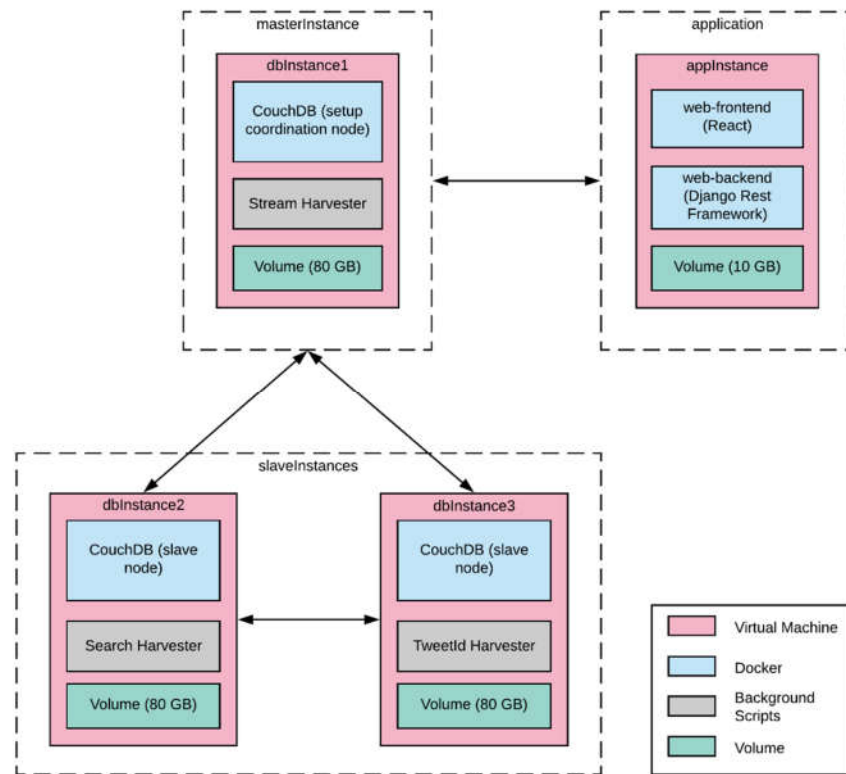 masterInstance
dbInstance1
CouchDB (setup
coordination node)
Stream Harvester
Volume (80 GB)
application
appInstance
web-frontend
(React)
web-backend
(Django Rest
Framework)
Volume (10 GB)
slaveInstances
dbInstance2
CouchDB (slave
node)
Search Harvester
Volume (80 GB)
dbInstance3
CouchDB (slave
node)
TweetId Harvester
Volume (80 GB)
Virtual Machine
Docker
Background
Scripts
Volume